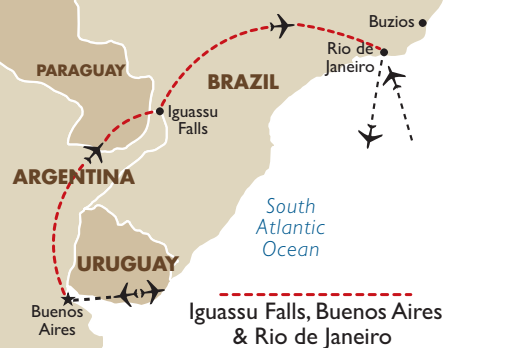 Buzios
Rio de
Janeiro
PARAGUAY
BRAZIL
Iguassu
Falls
ARGENTINA
South
Atlantic
Ocean
URUGUAY
Buenos
Aires
Iguassu Falls, Buenos Aires
& Rio de Janeiro